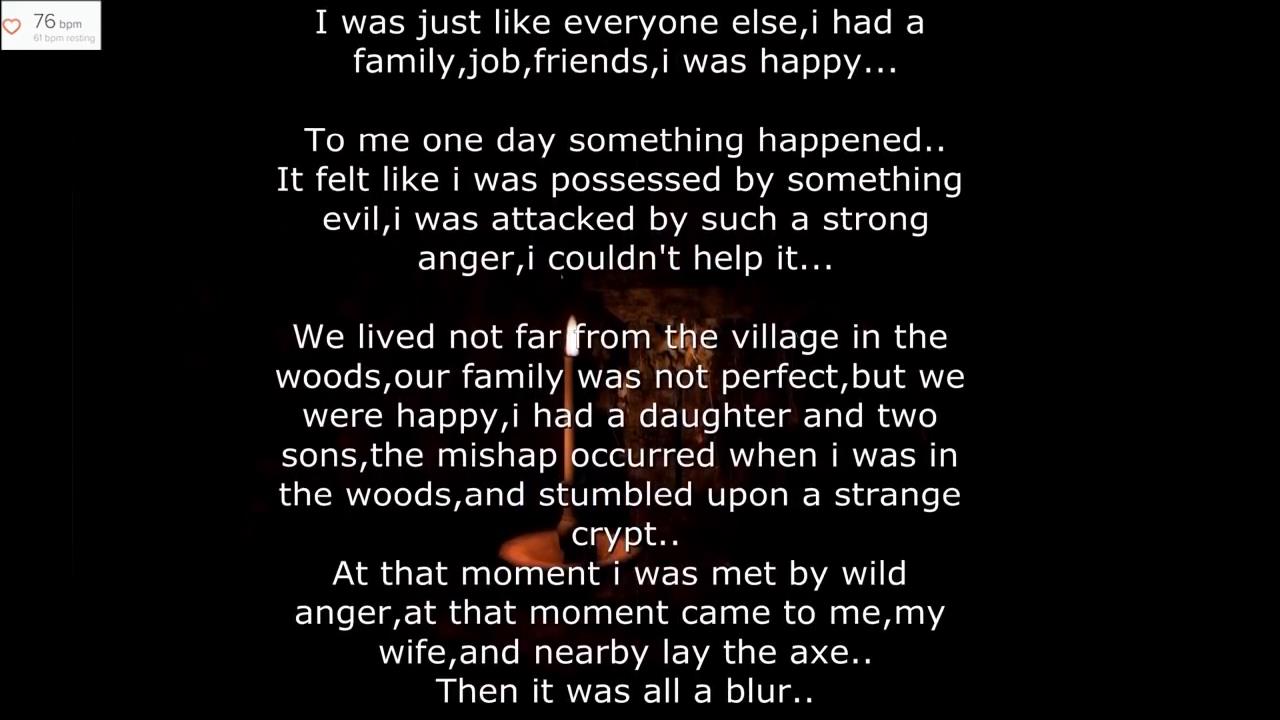 76 bpm
61 bpm resting
I was just like everyone else,i had a
family,job,friends,i was happy...
To me one day something happened..
It felt like i was possessed by something
evil,i was attacked by such a strong
anger,i couldn't help it...
We lived not far from the village in the
woods,our family was not perfect,but we
were happy,i had a daughter and two
sons,the mishap occurred when i was in
the woods,and stumbled upon a strange
crypt..
At that moment i was met by wild
anger,at that moment came to me,my
wife,and nearby lay the axe..
Then it was all a blur..